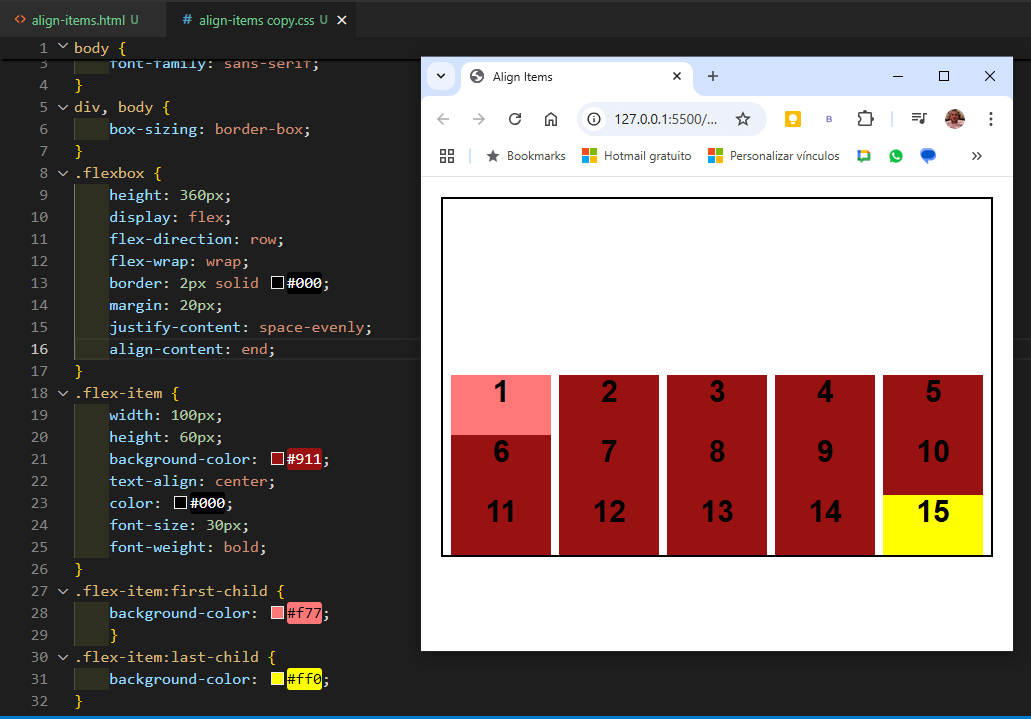 align-items.html U
align-items copy.css U
1 body {
3 font-family: sans-serif;
4 }
5 div, body {
6 box-sizing: border-box;
7 }
8 .flexbox {
9 height: 360px;
10 display: flex;
11 flex-direction: row;
12 flex-wrap: wrap;
13 border: 2px solid #000;
14 margin: 20px;
15 justify-content: space-evenly;
16 align-content: end;
17 }
18 .flex-item {
19 width: 100px;
20 height: 60px;
21 background-color: #911;
22 text-align: center;
23 color: #000;
24 font-size: 30px;
25 font-weight: bold;
26 }
27 .flex-item:first-child {
28 background-color: #f77;
29 }
30 .flex-item:last-child {
31 background-color: #ff0;
32 }
Align Items
127.0.0.1:5500/...
B
Bookmarks Hotmail gratuito Personalizar vínculos
1 2 3 4 5
6 7 8 9 10
11 12 13 14 15